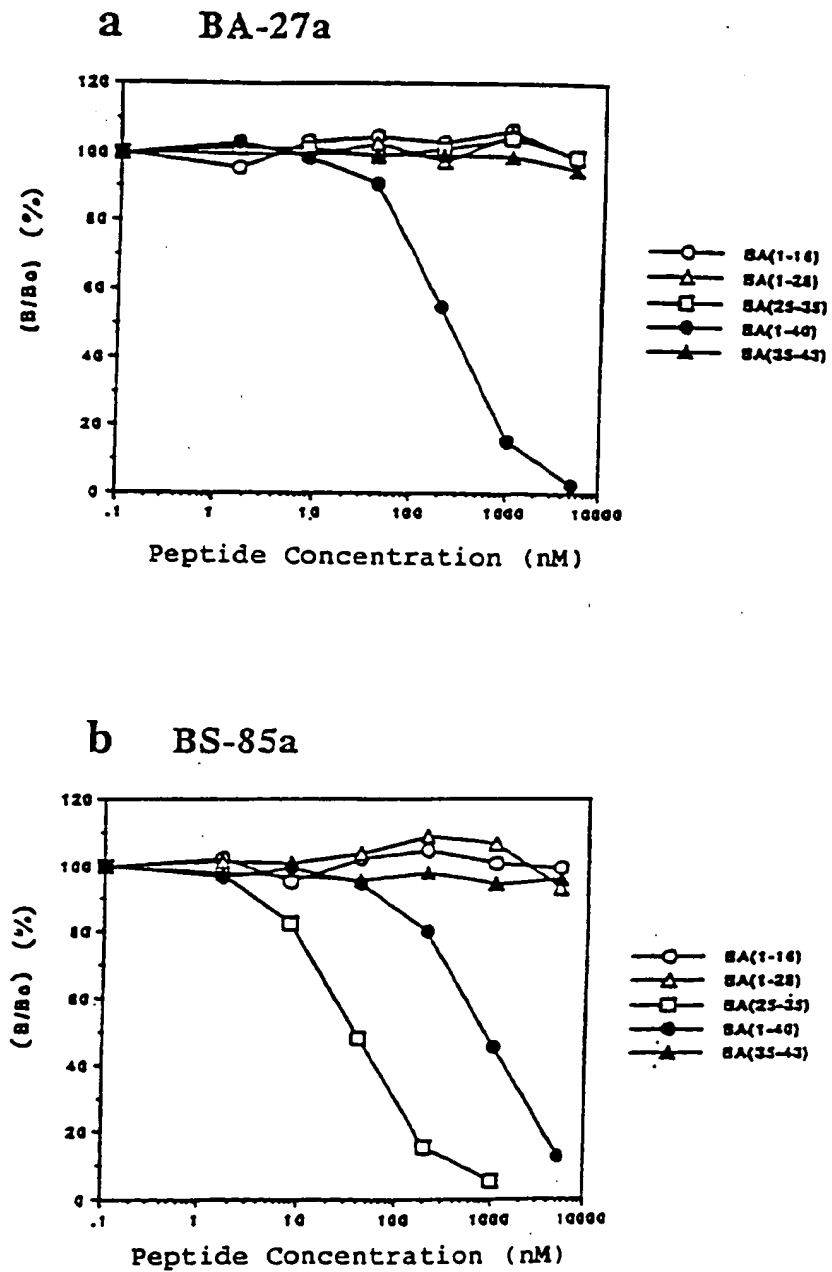 a BA-27a
120
100
80
60
40
20
0
(B/Bo) (%)
.1 1 10 100 1000 10000
Peptide Concentration (nM)
BA(1-16)
BA(1-28)
BA(25-35)
BA(1-40)
BA(35-43)
b BS-85a
120
100
80
60
40
20
0
(B/Bo) (%)
.1 1 10 100 1000 10000
Peptide Concentration (nM)
BA(1-16)
BA(1-28)
BA(25-35)
BA(1-40)
BA(35-43)